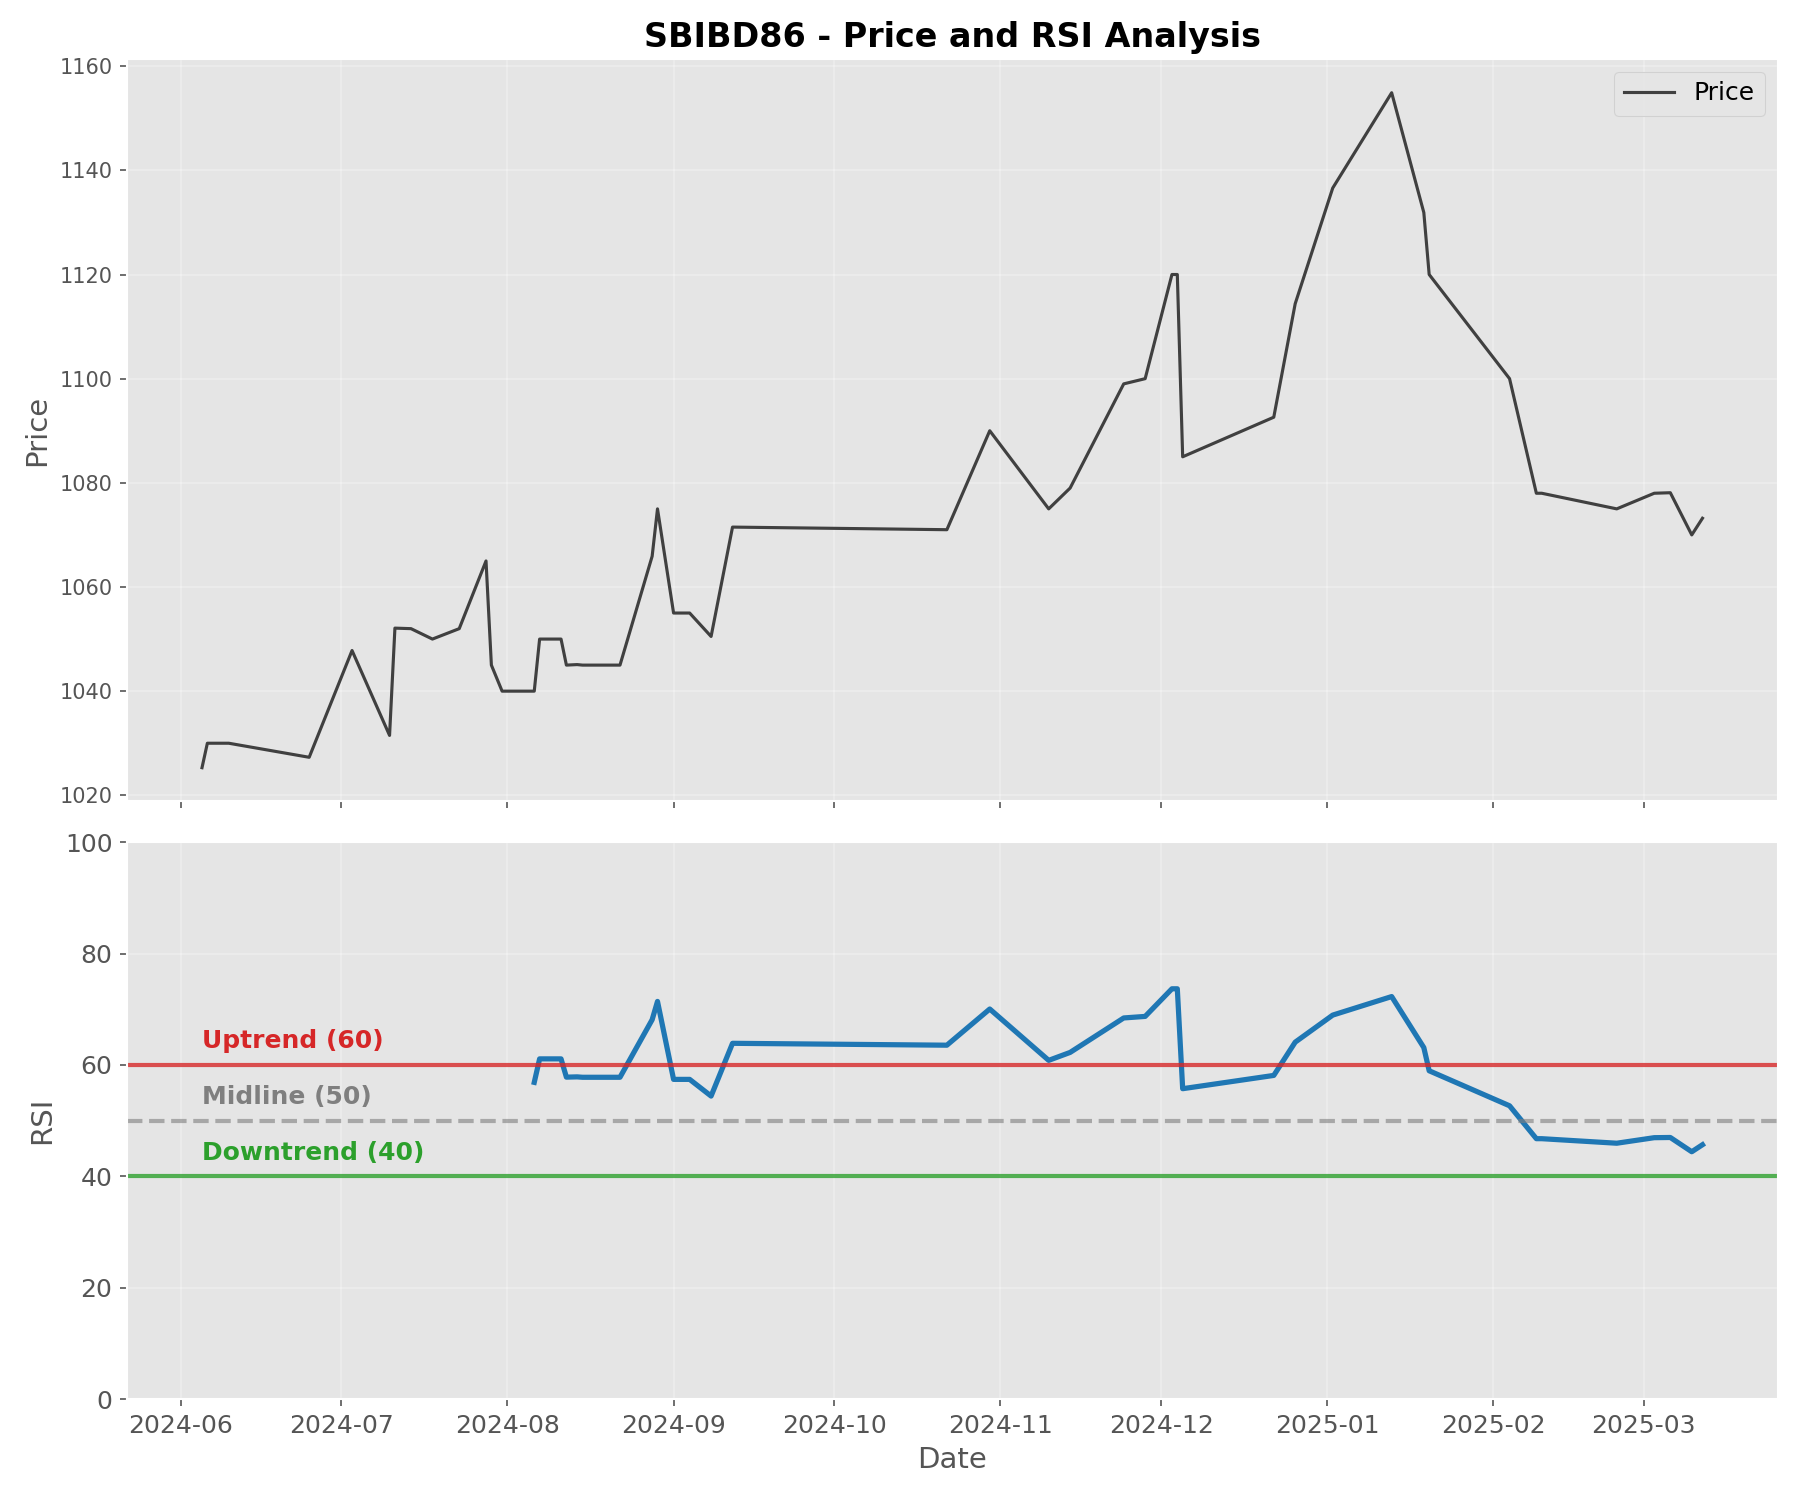 SBIBD86 - Price and RSI Analysis
Price
1160
1140
1120
1100
1080
1060
1040
1020
Price
100
80
60
40
20
0
RSI
Uptrend (60)
Midline (50)
Downtrend (40)
2024-06 2024-07 2024-08 2024-09 2024-10 2024-11 2024-12 2025-01 2025-02 2025-03
Date